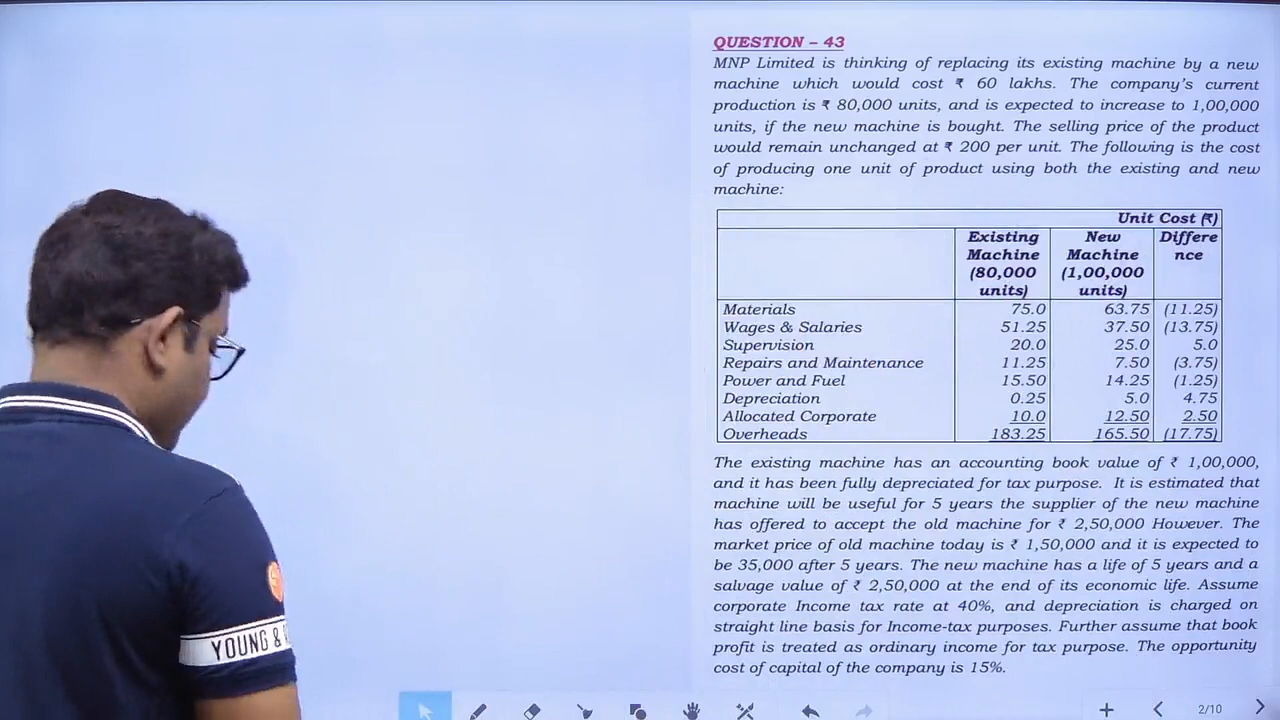 QUESTION – 43
MNP Limited is thinking of replacing its existing machine by a new
machine which would cost ₹ 60 lakhs. The company's current
production is ₹ 80,000 units, and is expected to increase to 1,00,000
units, if the new machine is bought. The selling price of the product
would remain unchanged at ₹ 200 per unit. The following is the cost
of producing one unit of product using both the existing and new
machine:
Unit Cost (₹)
Existing Machine (80,000 units) New Machine (1,00,000 units) Differe nce
Materials 75.0 63.75 (11.25)
Wages & Salaries 51.25 37.50 (13.75)
Supervision 20.0 25.0 5.0
Repairs and Maintenance 11.25 7.50 (3.75)
Power and Fuel 15.50 14.25 (1.25)
Depreciation 0.25 5.0 4.75
Allocated Corporate 10.0 12.50 2.50
Overheads 183.25 165.50 (17.75)
The existing machine has an accounting book value of ₹ 1,00,000,
and it has been fully depreciated for tax purpose. It is estimated that
machine will be useful for 5 years the supplier of the new machine
has offered to accept the old machine for ₹ 2,50,000 However. The
market price of old machine today is ₹ 1,50,000 and it is expected to
be 35,000 after 5 years. The new machine has a life of 5 years and a
salvage value of ₹ 2,50,000 at the end of its economic life. Assume
corporate Income tax rate at 40%, and depreciation is charged on
straight line basis for Income-tax purposes. Further assume that book
profit is treated as ordinary income for tax purpose. The opportunity
cost of capital of the company is 15%.
YOUNG &
2/10